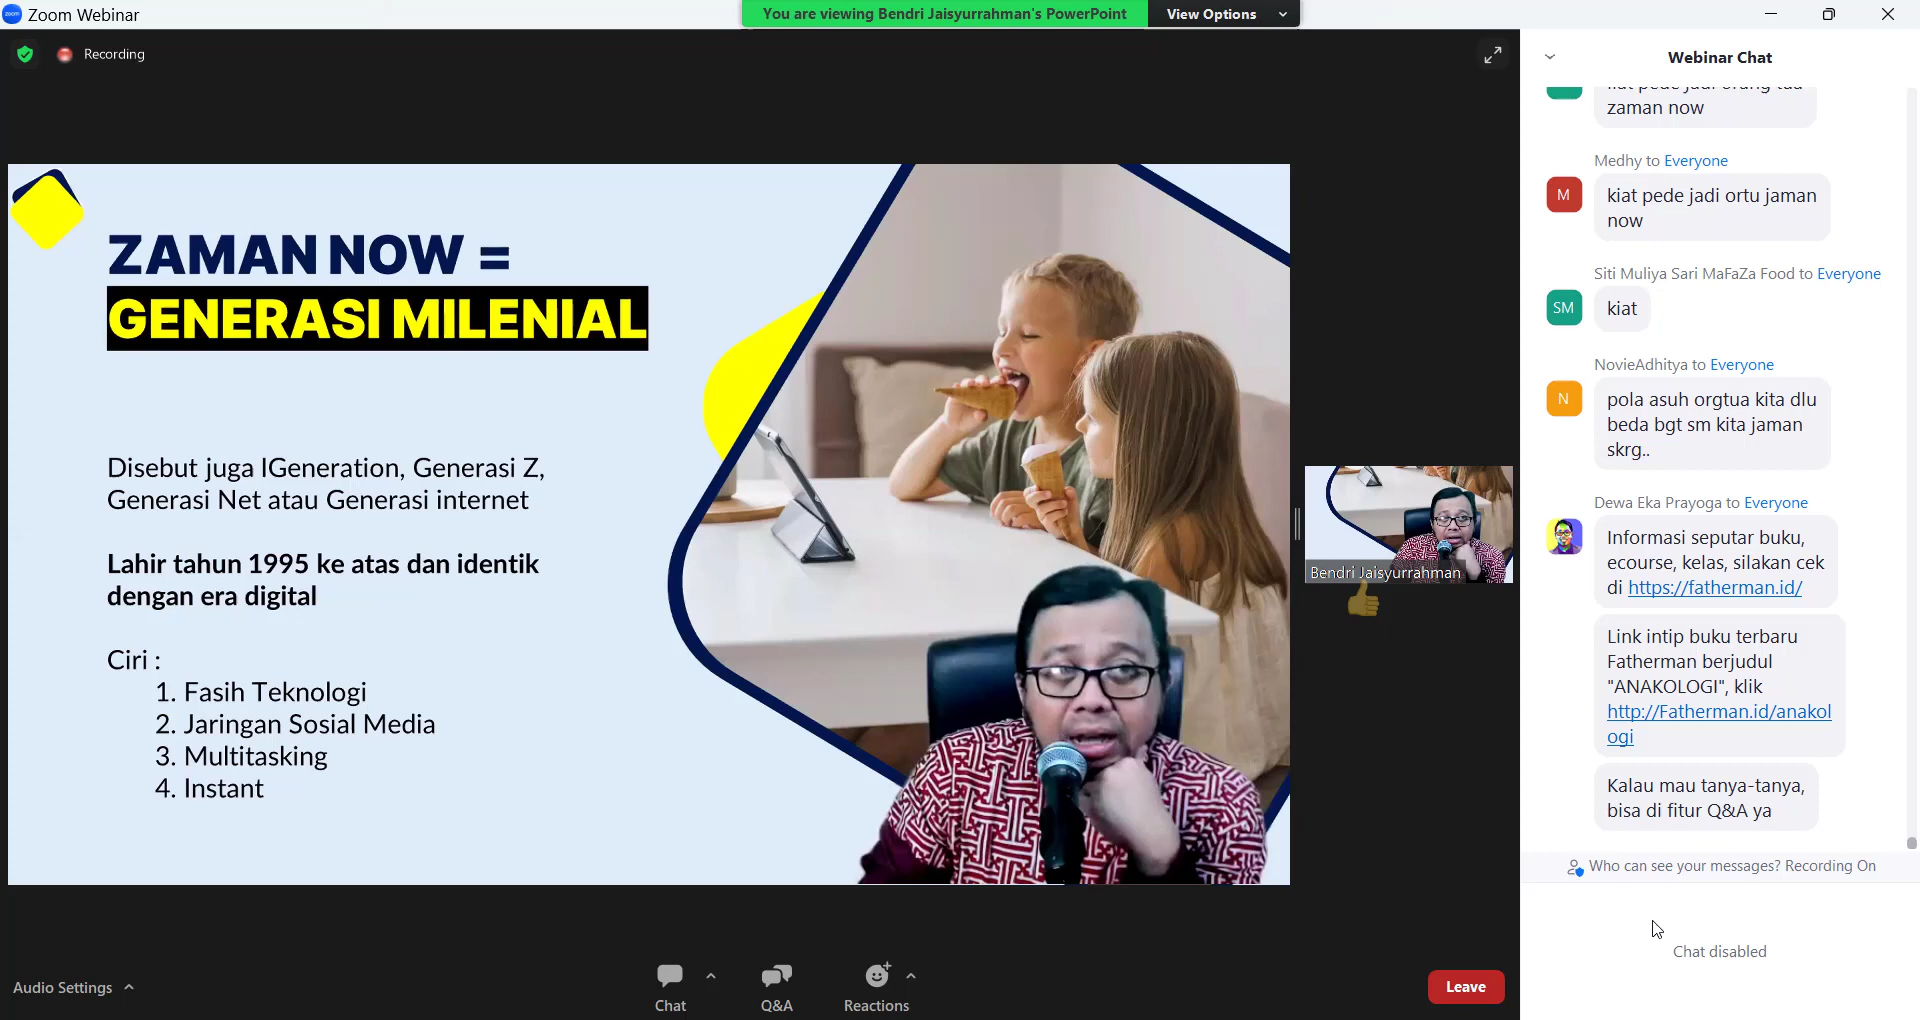 zoom
Zoom Webinar
You are viewing Bendri Jaisyurrahman's PowerPoint
View Options
Recording
ZAMAN NOW =
GENERASI MILENIAL
Disebut juga IGeneration, Generasi Z,
Generasi Net atau Generasi internet
Lahir tahun 1995 ke atas dan identik
dengan era digital
Ciri :
1. Fasih Teknologi
2. Jaringan Sosial Media
3. Multitasking
4. Instant
Bendri Jaisyurrahman
Audio Settings
Chat
Q&A
Reactions
Leave
Webinar Chat
zaman now
Medhy to Everyone
M
kiat pede jadi ortu jaman
now
Siti Muliya Sari MaFaZa Food to Everyone
SM
kiat
NovieAdhitya to Everyone
N
pola asuh orgtua kita dlu
beda bgt sm kita jaman
skrg..
Dewa Eka Prayoga to Everyone
Informasi seputar buku,
ecourse, kelas, silakan cek
di https://fatherman.id/
Link intip buku terbaru
Fatherman berjudul
"ANAKOLOGI", klik
http://Fatherman.id/anakol
ogi
Kalau mau tanya-tanya,
bisa di fitur Q&A ya
Who can see your messages? Recording On
Chat disabled